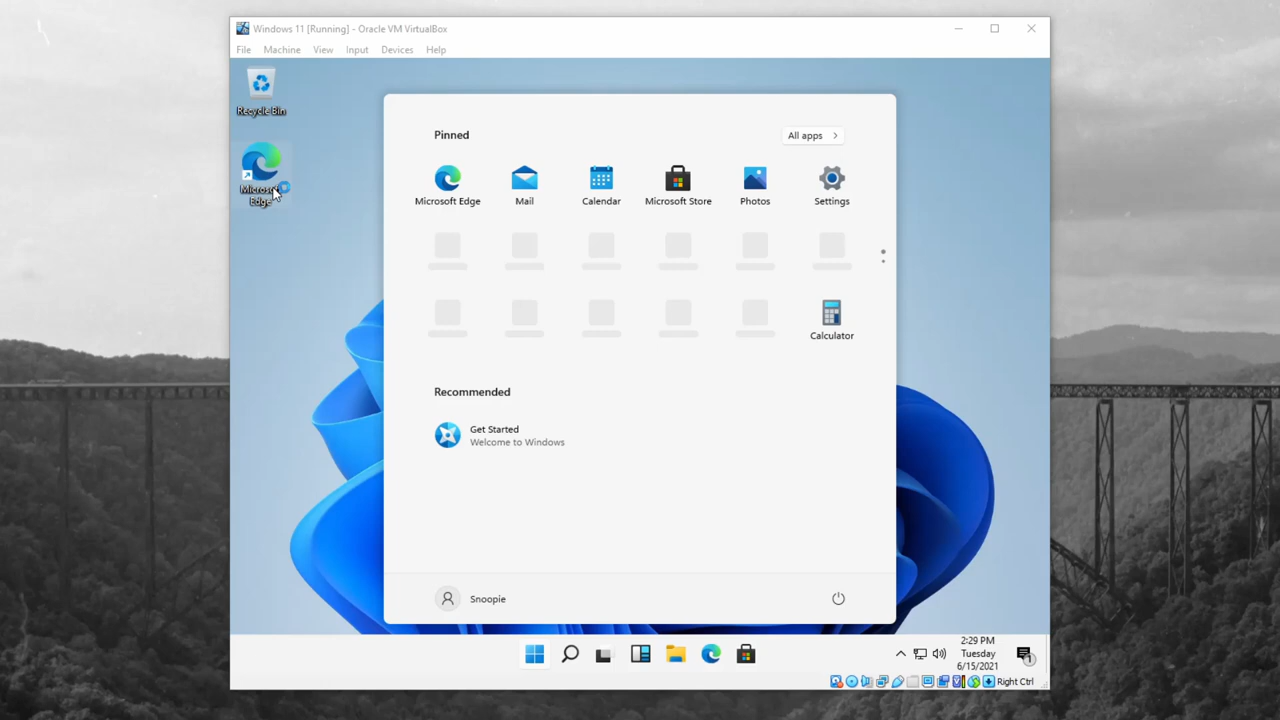 Windows 11 [Running] - Oracle VM VirtualBox
File Machine View Input Devices Help
Recycle Bin
Microsoft
Edge
Pinned
All apps
Microsoft Edge
Mail
Calendar
Microsoft Store
Photos
Settings
Calculator
Recommended
Get Started
Welcome to Windows
Snoopie
2:29 PM
Tuesday
6/15/2021
1
Right Ctrl